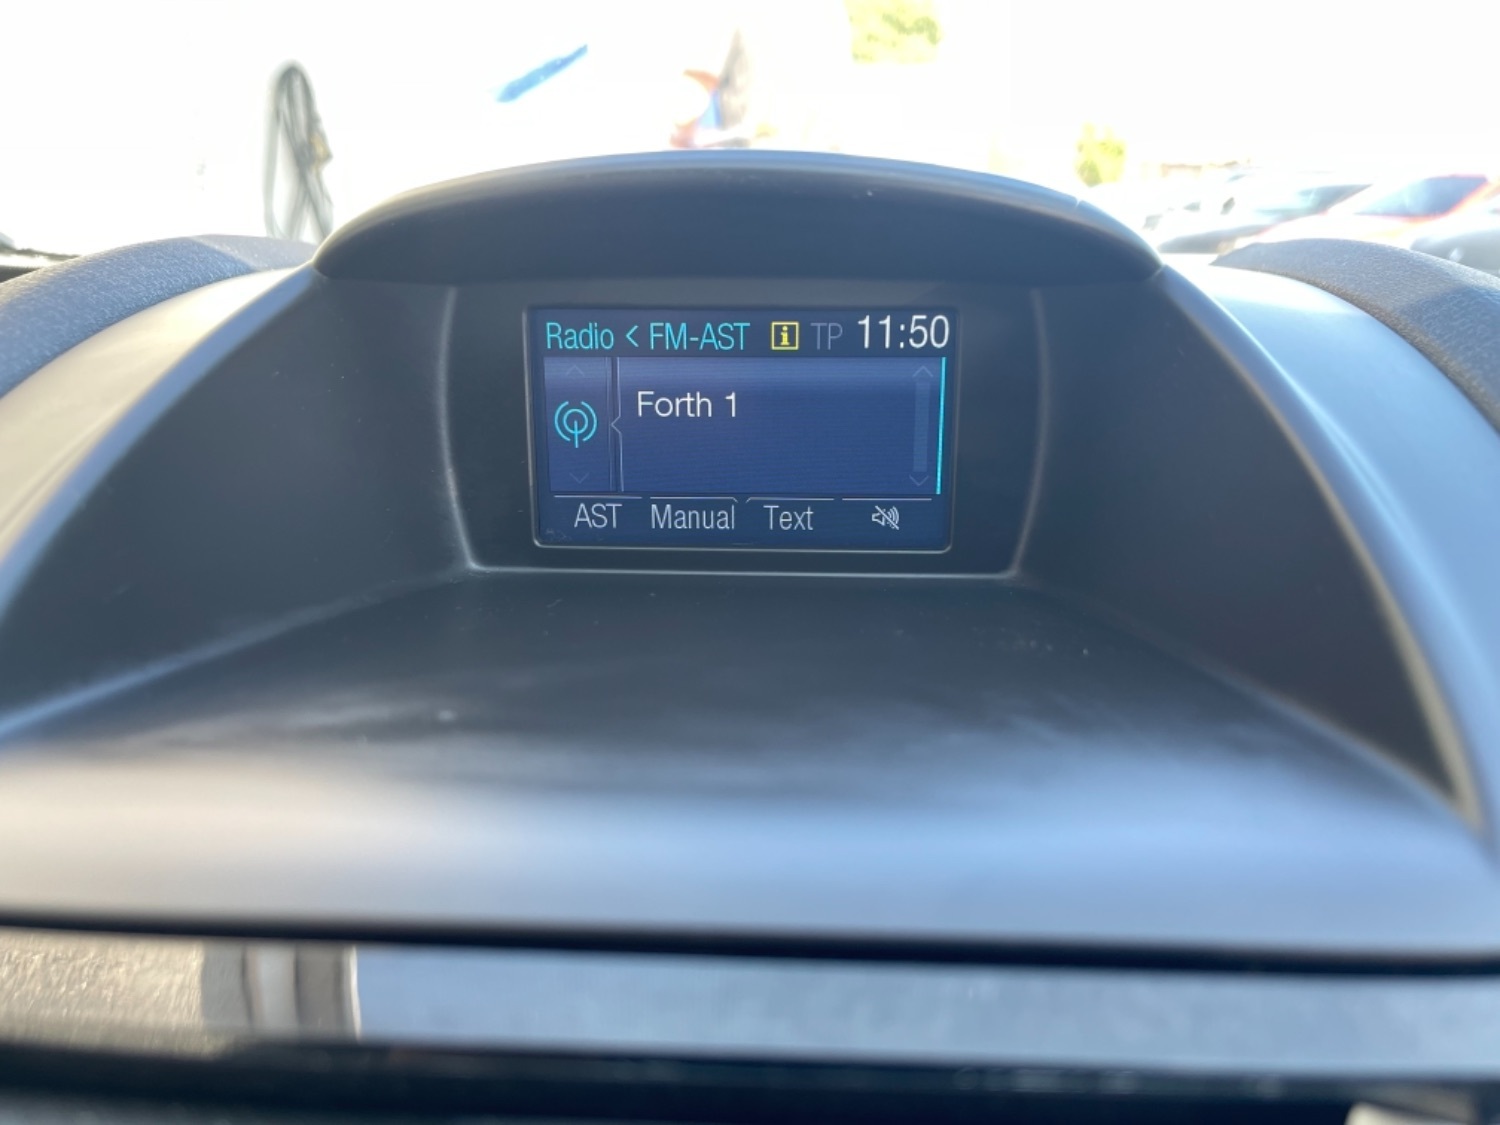 Radio < FM-AST i TP 11:50
Forth 1
AST Manual Text